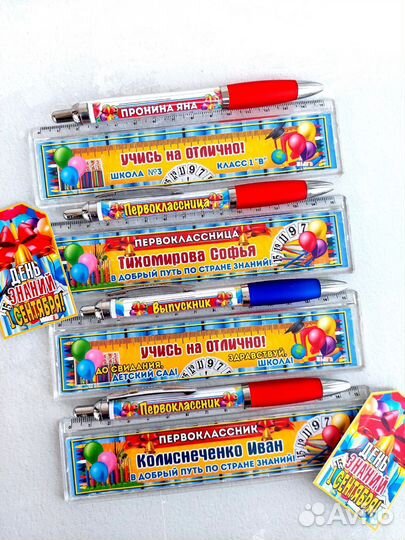 ПРОНИНА ЯНА
УЧИСЬ НА ОТЛИЧНО!
ШКОЛА №3
КЛАСС 1 "В"
Первоклассница
ПЕРВОКЛАССНИЦА
Тихомирова Софья
В ДОБРЫЙ ПУТЬ ПО СТРАНЕ ЗНАНИЙ!
ДЕНЬ
ЗНАНИЙ
1 СЕНТЯБРЯ!
Выпускник
УЧИСЬ НА ОТЛИЧНО!
ДО СВИДАНИЯ,
ДЕТСКИЙ САД!
ЗДРАВСТВУЙ,
ШКОЛА!
Первоклассник
ПЕРВОКЛАССНИК
Колиснеченко Иван
В ДОБРЫЙ ПУТЬ ПО СТРАНЕ ЗНАНИЙ!
ДЕНЬ
ЗНАНИЙ
1 СЕНТЯБРЯ!
Avito